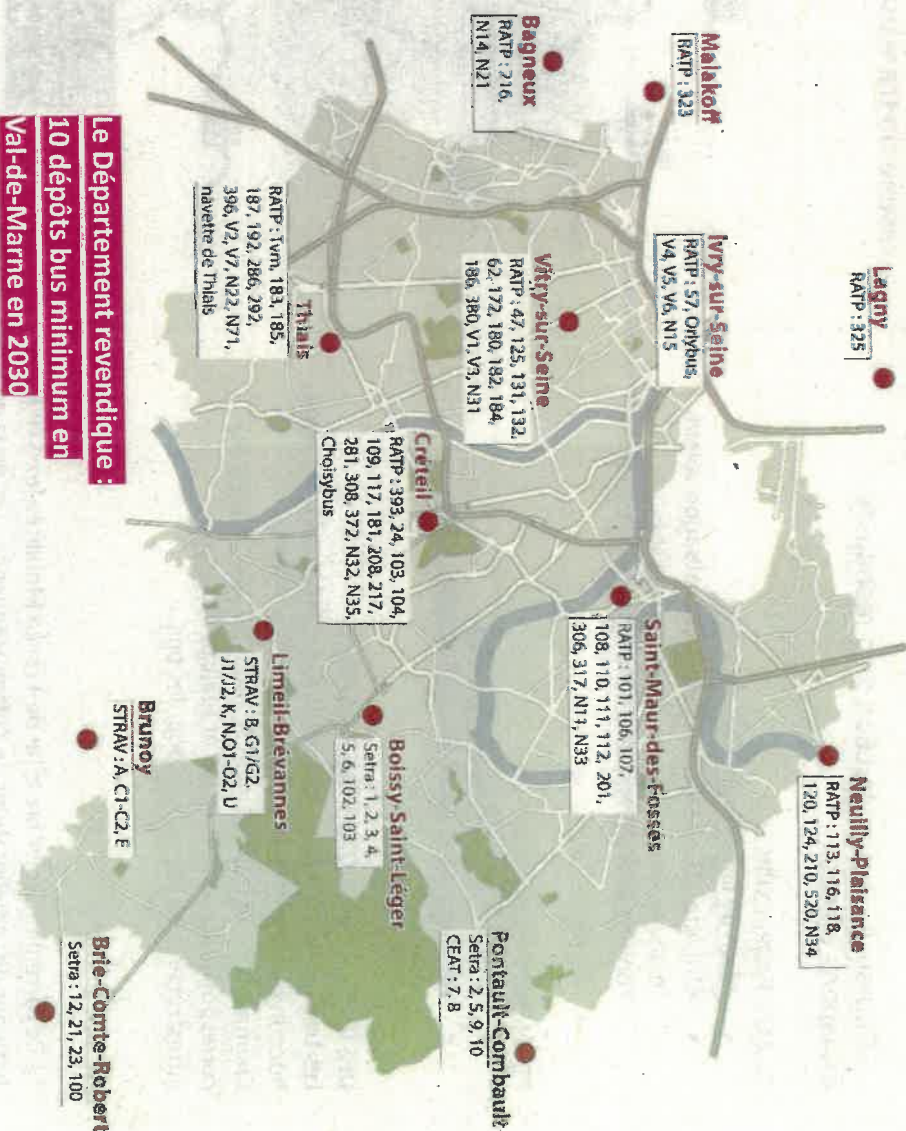 Lagny
RATP : 325
Malakoff
RATP : 323
Ivry-sur-Seine
RATP : 57, Orlybus,
V4, V5, V6, N15
Neuilly-Plaisance
RATP : 113, 116, 118,
120, 124, 210, 520, N34
Bagneux
RATP : 216,
N14, N21
Vitry-sur-Seine
RATP : 47, 125, 131, 132,
62, 172, 180, 182, 184,
186, 380, V1, V3, N31
Saint-Maur-des-Fossés
RATP : 101, 106, 107,
108, 110, 111, 112, 201,
306, 317, N11, N33
Thiais
RATP : Tvm, 183, 185,
187, 192, 286, 292,
396, V2, V7, N22, N71,
navette de Thiais
Créteil
RATP : 393, 24, 103, 104,
109, 117, 181, 208, 217,
281, 308, 372, N32, N35,
Choisybus
Pontault-Combault
Setra : 2, 5, 9, 10
CEAT : 7, 8
Boissy-Saint-Léger
Setra : 1, 2, 3, 4,
5, 6, 102, 103
Limeil-Brévannes
STRAV : B, G1/G2,
J1/J2, K, N, O1-O2, U
Brunoy
STRAV : A, C1-C2, E
Brie-Comte-Robert
Setra : 12, 21, 23, 100
Le Département revendique :
10 dépôts bus minimum en
Val-de-Marne en 2030